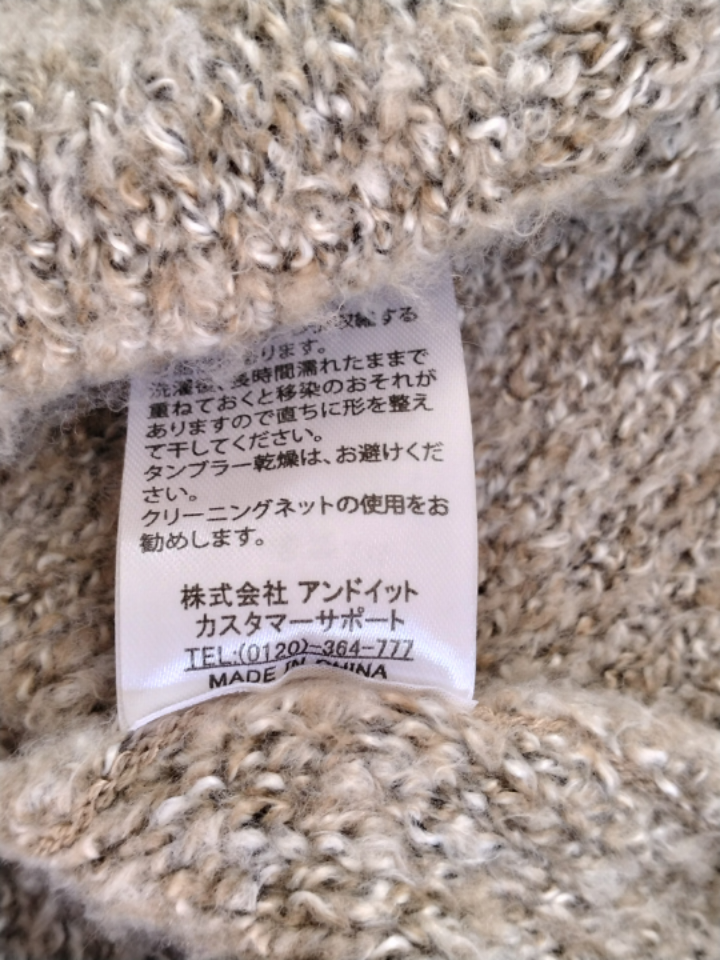 収縮する
ります。
洗濯後、長時間濡れたままで
重ねておくと移染のおそれが
ありますので直ちに形を整え
て干してください。
タンブラー乾燥は、お避けくだ
さい。
クリーニングネットの使用をお
勧めします。
株式会社 アンドイット
カスタマーサポート
TEL:(0120)-364-777
MADE IN CHINA